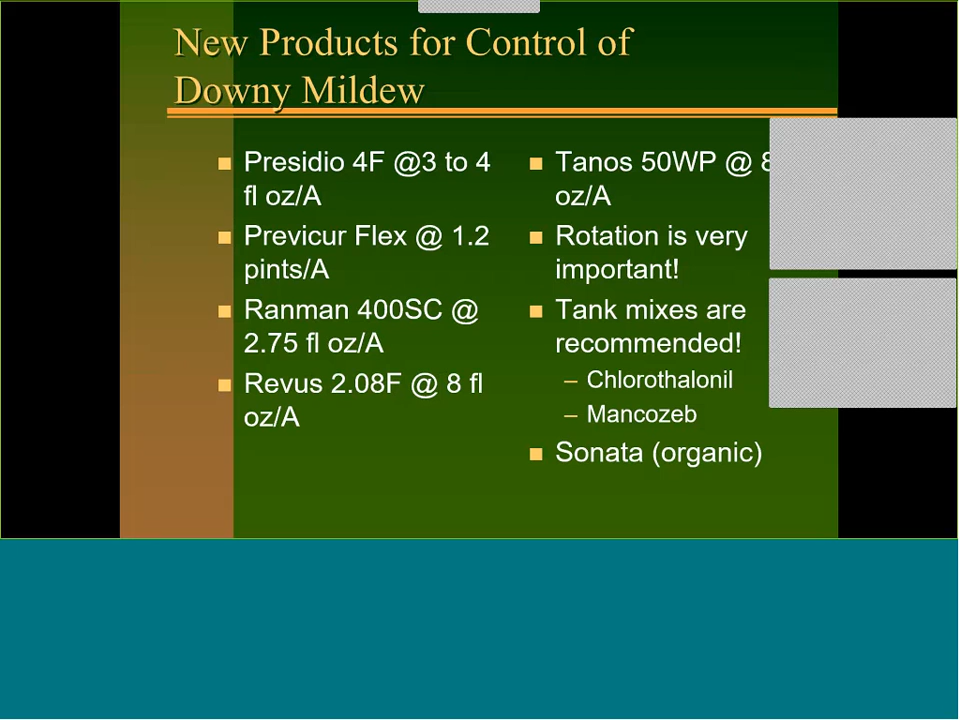 New Products for Control of
Downy Mildew
Presidio 4F @3 to 4
fl oz/A
Previcur Flex @ 1.2
pints/A
Ranman 400SC @
2.75 fl oz/A
Revus 2.08F @ 8 fl
oz/A
Tanos 50WP @ 8
oz/A
Rotation is very
important!
Tank mixes are
recommended!
– Chlorothalonil
– Mancozeb
Sonata (organic)